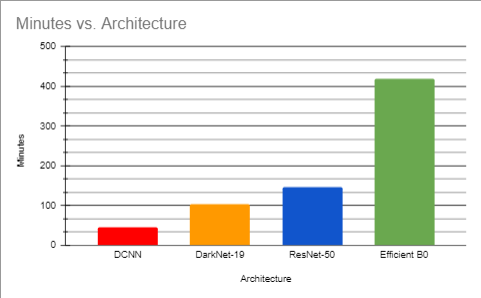 Minutes vs. Architecture
500
400
300
200
100
0
Minutes
DCNN DarkNet-19 ResNet-50 Efficient B0
Architecture